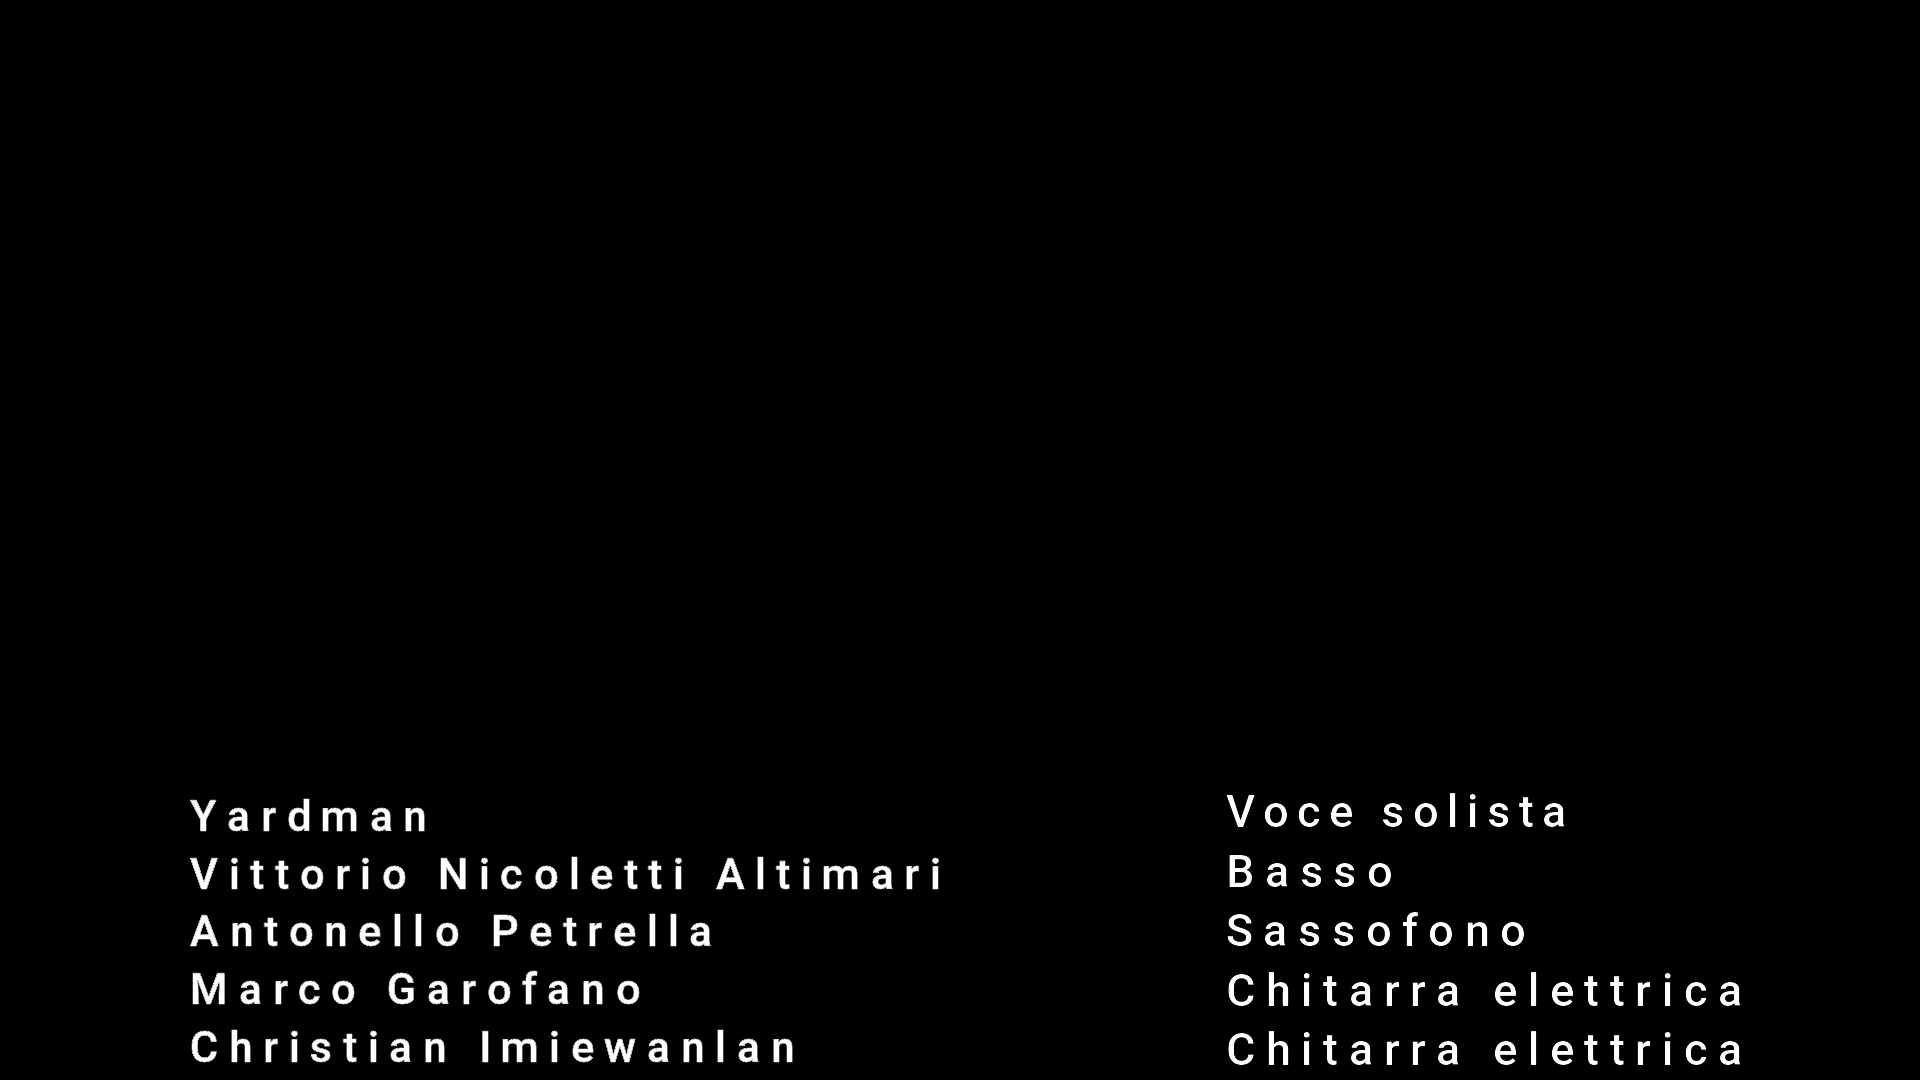 Yardman Voce solista
Vittorio Nicoletti Altimari Basso
Antonello Petrella Sassofono
Marco Garofano Chitarra elettrica
Christian Imiewanlan Chitarra elettrica